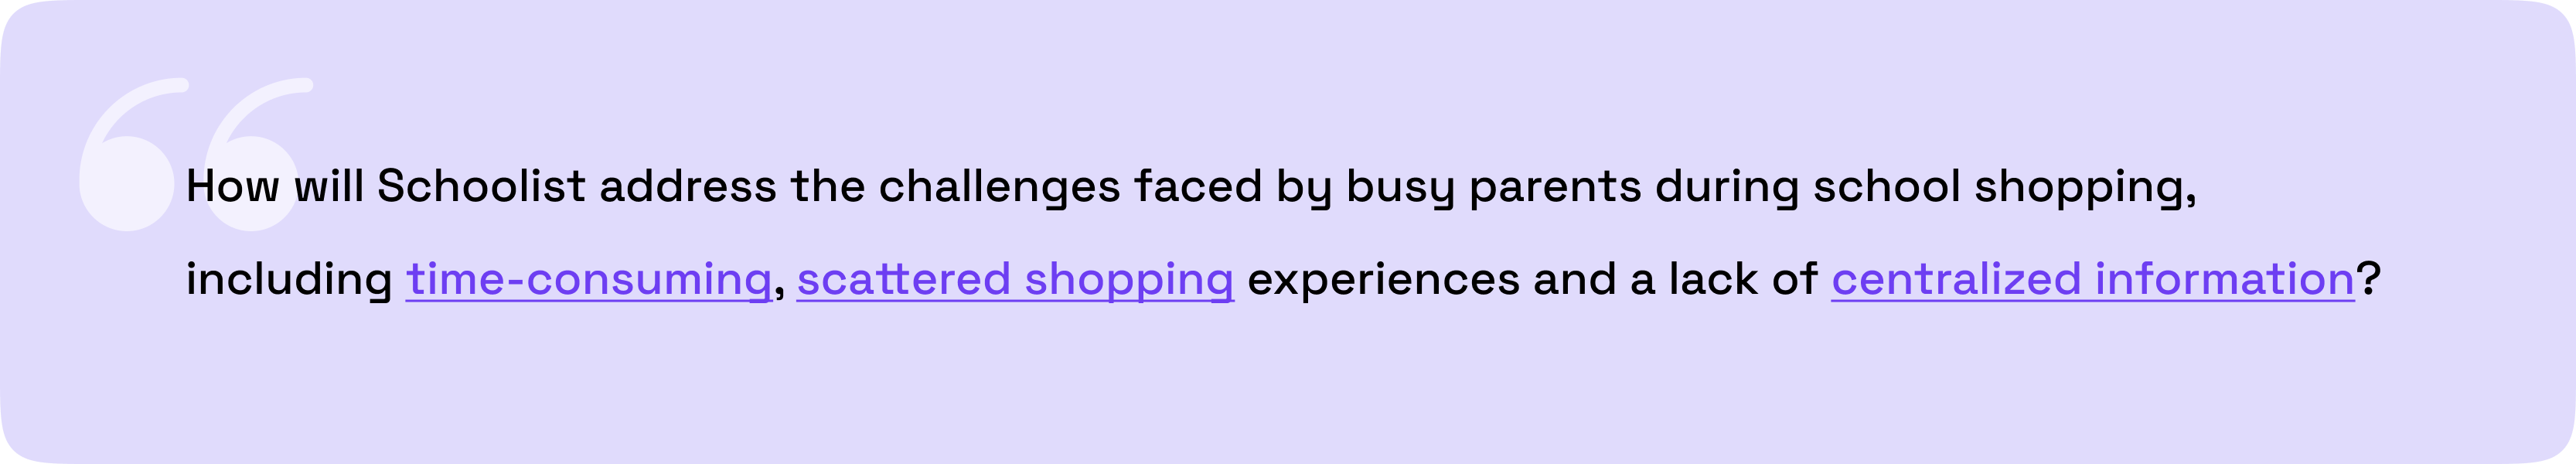 How will Schoolist address the challenges faced by busy parents during school shopping,
including time-consuming, scattered shopping experiences and a lack of centralized information?